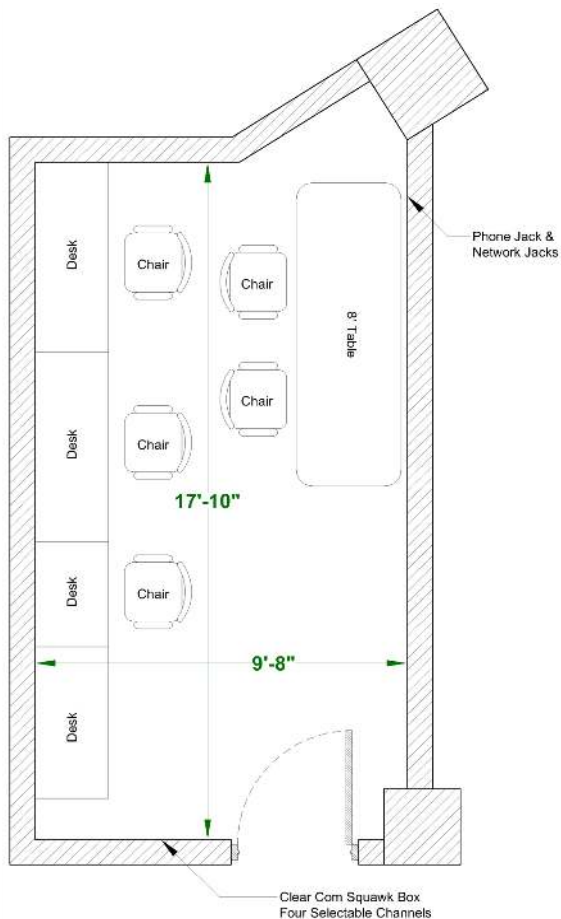 Desk
Chair
Chair
Phone Jack &
Network Jacks
8' Table
Chair
Desk
Chair
17'-10"
Desk
Chair
9'-8"
Desk
Clear Com Squawk Box
Four Selectable Channels